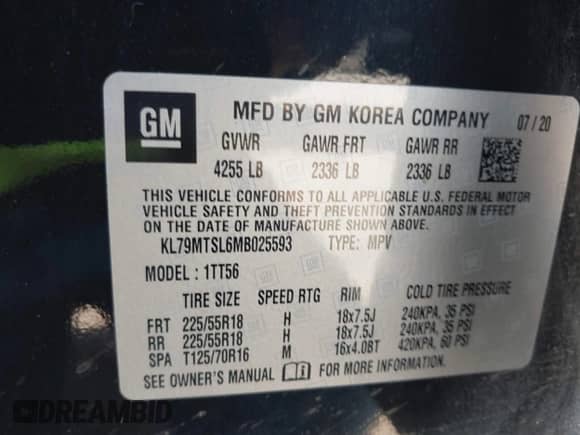 GM MFD BY GM KOREA COMPANY 07/20
GVWR GAWR FRT GAWR RR
4255 LB 2336 LB 2336 LB
THIS VEHICLE CONFORMS TO ALL APPLICABLE U.S. FEDERAL MOTOR
VEHICLE SAFETY AND THEFT PREVENTION STANDARDS IN EFFECT
ON THE DATE OF MANUFACTURE SHOWN ABOVE.
KL79MTSL6MB025593 TYPE: MPV
MODEL : 1TT56
TIRE SIZE SPEED RTG RIM COLD TIRE PRESSURE
FRT 225/55R18 H 18x7.5J 240KPA, 35 PSI
RR 225/55R18 H 18x7.5J 240KPA, 35 PSI
SPA T125/70R16 M 16x4.0BT 420KPA, 60 PSI
SEE OWNER'S MANUAL FOR MORE INFORMATION.
DREAMBID